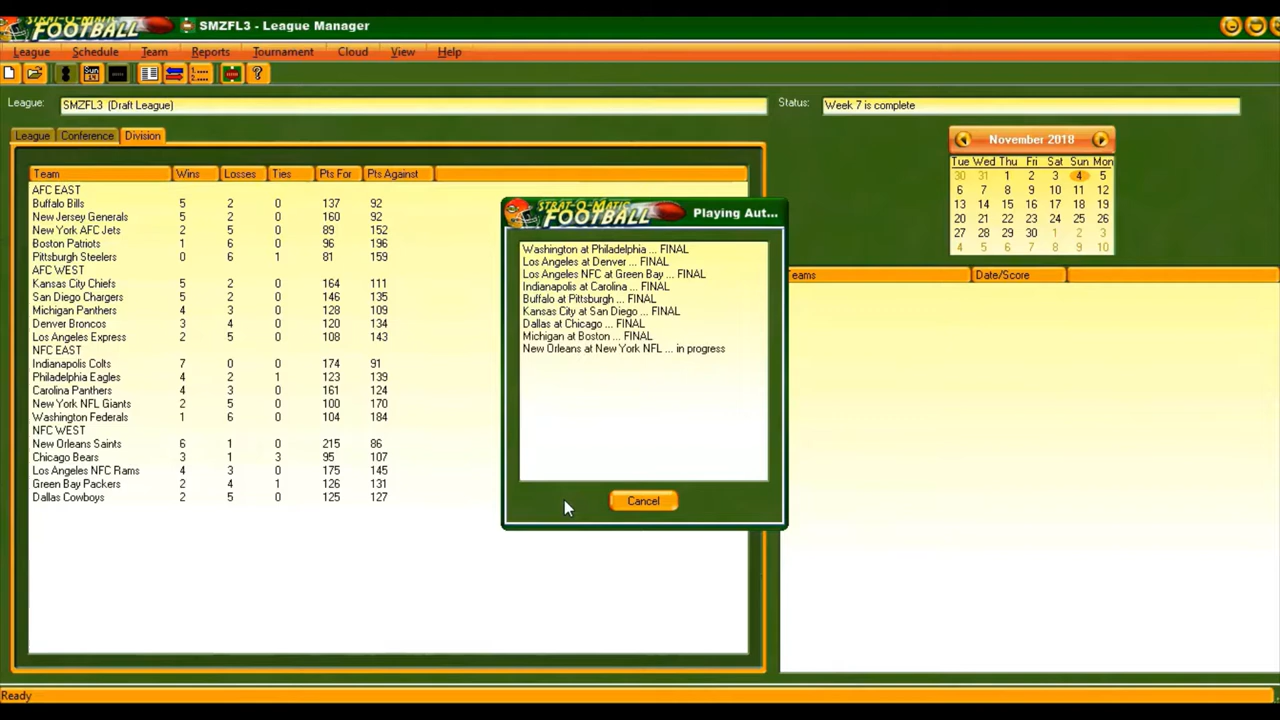 STRAT-O-MATIC
FOOTBALL SMZFL3 - League Manager
League Schedule Team Reports Tournament Cloud View Help
League: SMZFL3 (Draft League) Status: Week 7 is complete
League Conference Division
Team Wins Losses Ties Pts For Pts Against
AFC EAST
Buffalo Bills 5 2 0 137 92
New Jersey Generals 5 2 0 160 92
New York AFC Jets 2 5 0 89 152
Boston Patriots 1 6 0 96 196
Pittsburgh Steelers 0 6 1 81 159
AFC WEST
Kansas City Chiefs 5 2 0 164 111
San Diego Chargers 5 2 0 146 135
Michigan Panthers 4 3 0 128 109
Denver Broncos 3 4 0 120 134
Los Angeles Express 2 5 0 108 143
NFC EAST
Indianapolis Colts 7 0 0 174 91
Philadelphia Eagles 4 2 1 123 139
Carolina Panthers 4 3 0 161 124
New York NFL Giants 2 5 0 100 170
Washington Federals 1 6 0 104 184
NFC WEST
New Orleans Saints 6 1 0 215 86
Chicago Bears 3 1 3 95 107
Los Angeles NFC Rams 4 3 0 175 145
Green Bay Packers 2 4 1 126 131
Dallas Cowboys 2 5 0 125 127
STRAT-O-MATIC
FOOTBALL Playing Aut...
Washington at Philadelphia ... FINAL
Los Angeles at Denver ... FINAL
Los Angeles NFC at Green Bay ... FINAL
Indianapolis at Carolina ... FINAL
Buffalo at Pittsburgh ... FINAL
Kansas City at San Diego ... FINAL
Dallas at Chicago ... FINAL
Michigan at Boston ... FINAL
New Orleans at New York NFL ... in progress
Cancel
November 2018
Tue Wed Thu Fri Sat Sun Mon
30 31 1 2 3 4 5
6 7 8 9 10 11 12
13 14 15 16 17 18 19
20 21 22 23 24 25 26
27 28 29 30 1 2 3
4 5 6 7 8 9 10
Teams Date/Score
Ready